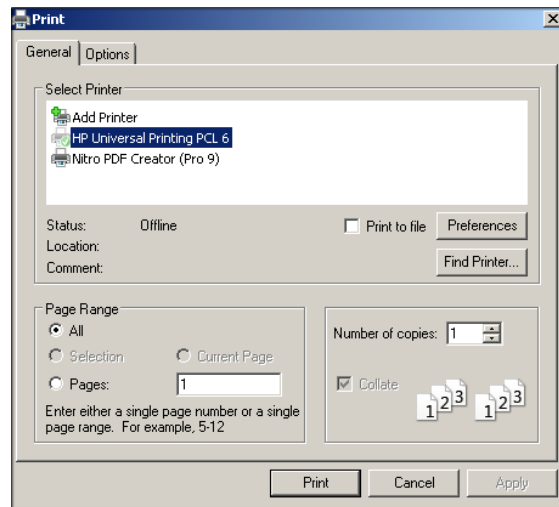 Print
General
Options
Select Printer
Add Printer
HP Universal Printing PCL 6
Nitro PDF Creator (Pro 9)
Status: Offline
Print to file
Preferences
Location:
Comment:
Find Printer...
Page Range
All
Selection
Current Page
Pages: 1
Enter either a single page number or a single
page range. For example, 5-12
Number of copies: 1
Collate
1 2 3 1 2 3
Print
Cancel
Apply